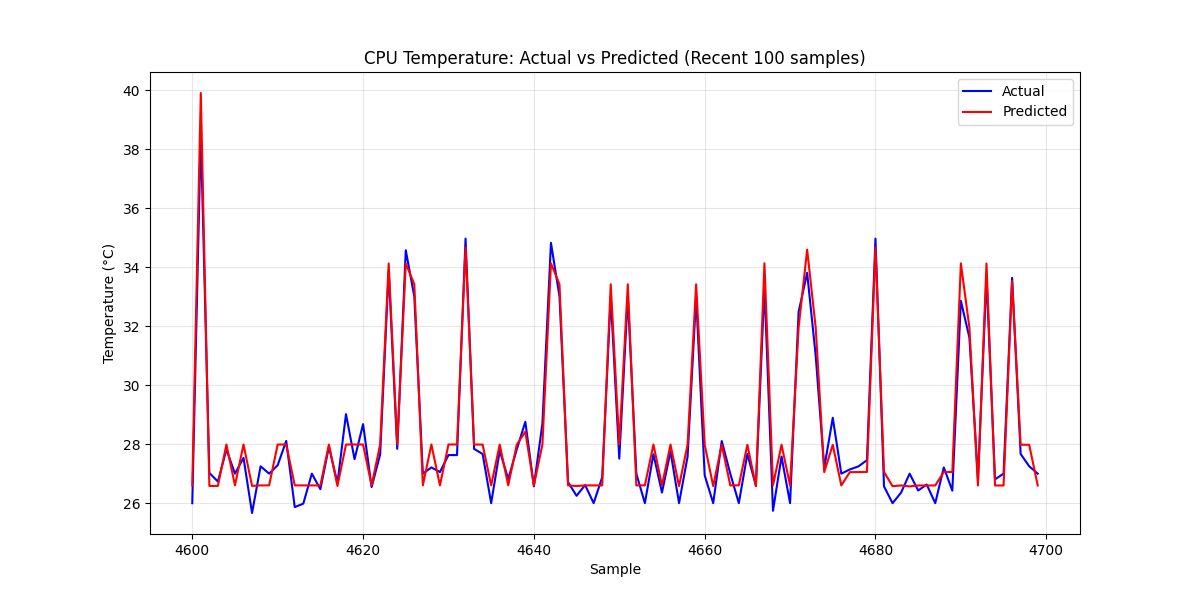 CPU Temperature: Actual vs Predicted (Recent 100 samples)
Actual
Predicted
Temperature (°C)
40
38
36
34
32
30
28
26
4600
4620
4640
4660
4680
4700
Sample